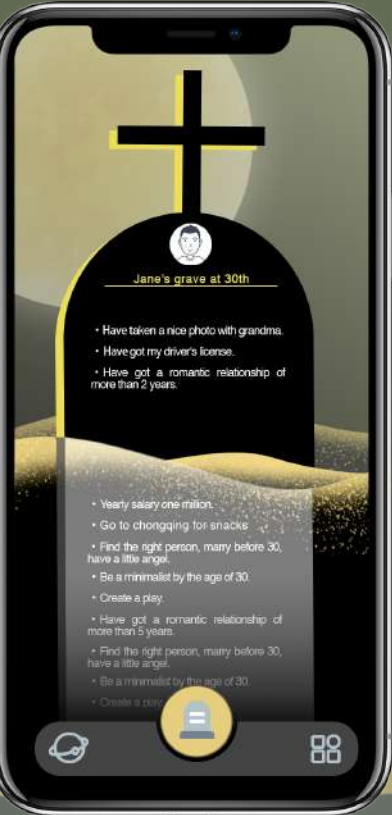 Jane's grave at 30th
• Have taken a nice photo with grandma.
• Have got my driver's license.
• Have got a romantic relationship of
more than 2 years.
• Yearly salary one million.
• Go to chongqing for snacks
• Find the right person, marry before 30,
have a little angel.
• Be a minimalist by the age of 30.
• Create a play.
• Have got a romantic relationship of
more than 5 years.
• Find the right person, marry before 30,
have a little angel.
• Be a minimalist by the age of 30.
• Create a play